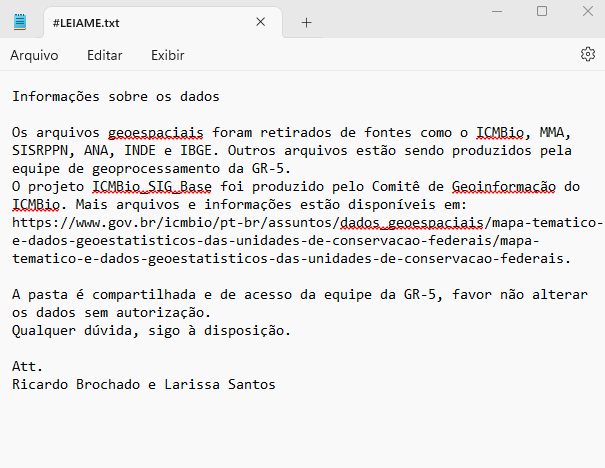 #LEIAME.txt
Arquivo Editar Exibir
Informações sobre os dados
Os arquivos geoespaciais foram retirados de fontes como o ICMBio, MMA,
SISRPPN, ANA, INDE e IBGE. Outros arquivos estão sendo produzidos pela
equipe de geoprocessamento da GR-5.
O projeto ICMBio_SIG_Base foi produzido pelo Comitê de Geoinformação do
ICMBio. Mais arquivos e informações estão disponíveis em:
https://www.gov.br/icmbio/pt-br/assuntos/dados_geoespaciais/mapa-tematico-
e-dados-geoestatisticos-das-unidades-de-conservacao-federais/mapa-
tematico-e-dados-geoestatisticos-das-unidades-de-conservacao-federais.
A pasta é compartilhada e de acesso da equipe da GR-5, favor não alterar
os dados sem autorização.
Qualquer dúvida, sigo à disposição.
Att.
Ricardo Brochado e Larissa Santos